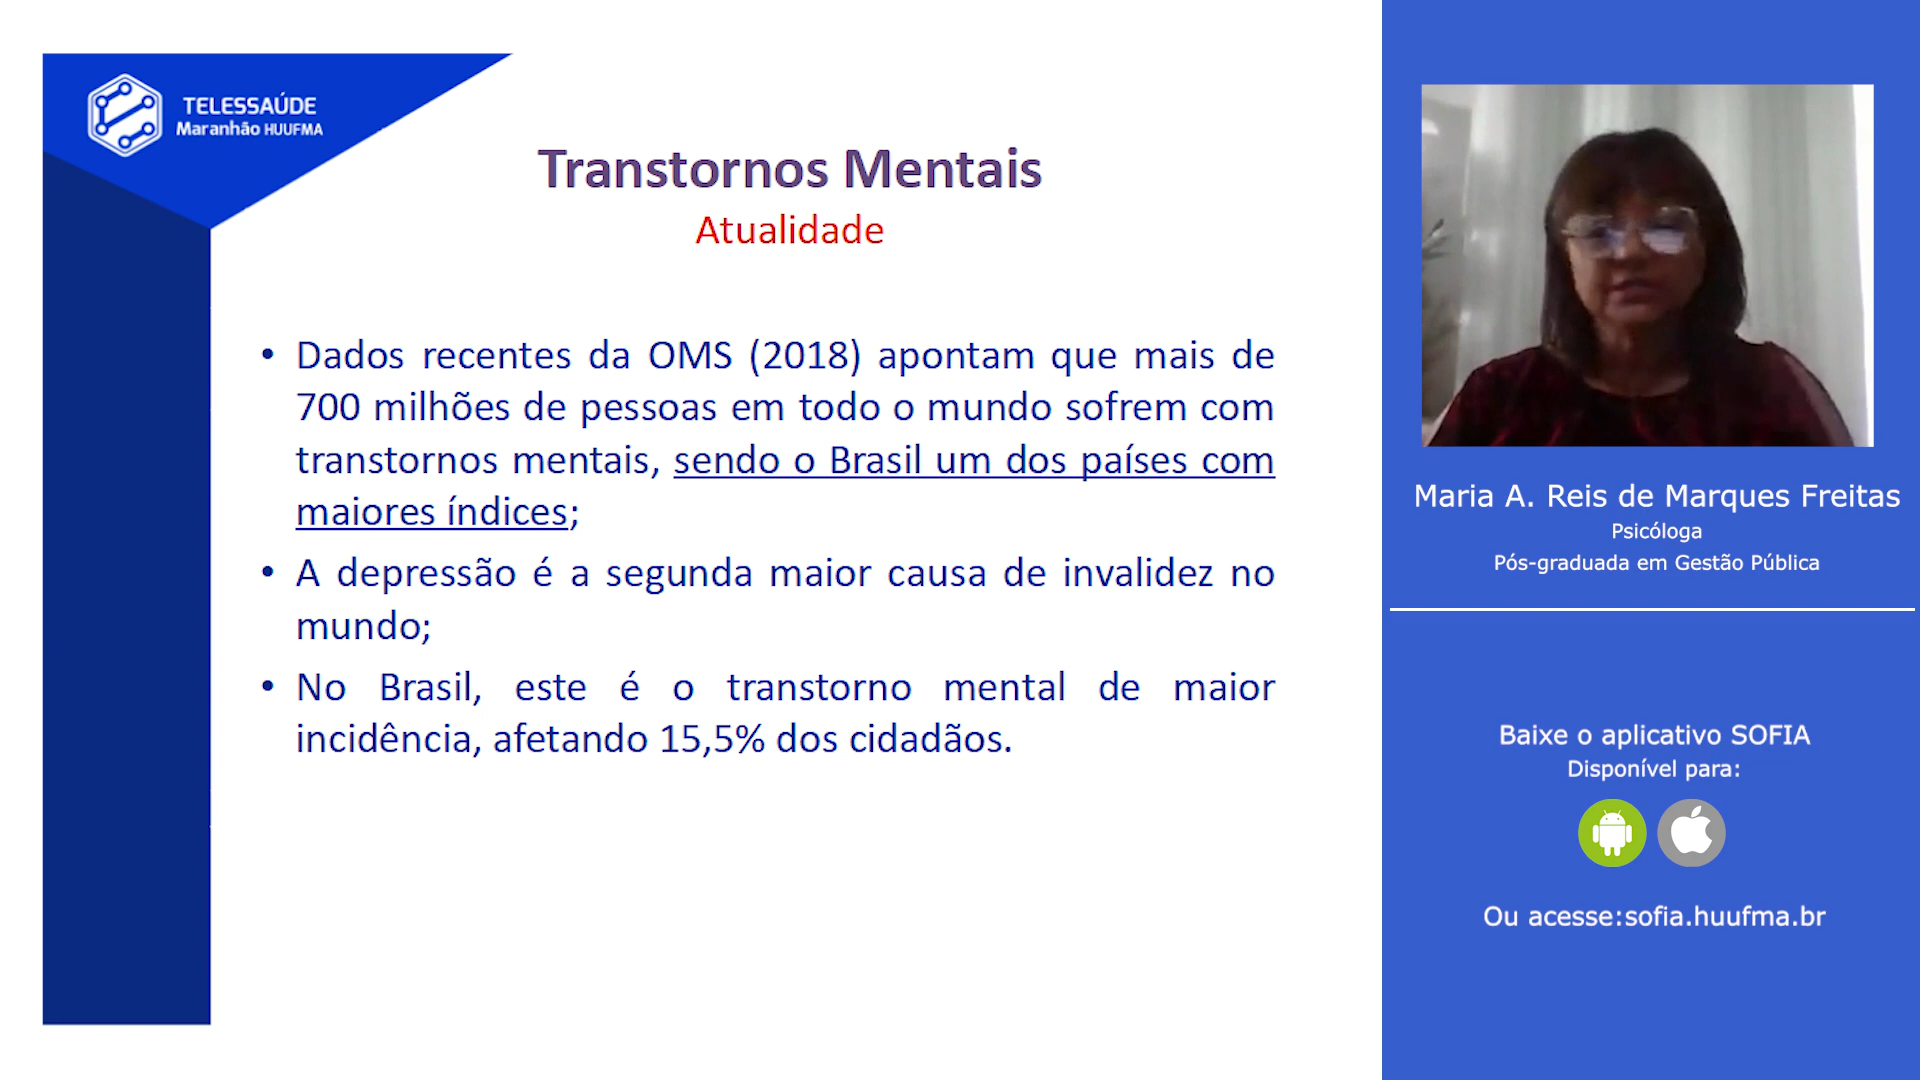 TELESSAÚDE
Maranhão HUUFMA
Transtornos Mentais
Atualidade
• Dados recentes da OMS (2018) apontam que mais de
700 milhões de pessoas em todo o mundo sofrem com
transtornos mentais, sendo o Brasil um dos países com
maiores índices;
• A depressão é a segunda maior causa de invalidez no
mundo;
• No Brasil, este é o transtorno mental de maior
incidência, afetando 15,5% dos cidadãos.
Maria A. Reis de Marques Freitas
Psicóloga
Pós-graduada em Gestão Pública
Baixe o aplicativo SOFIA
Disponível para:
Ou acesse:sofia.huufma.br